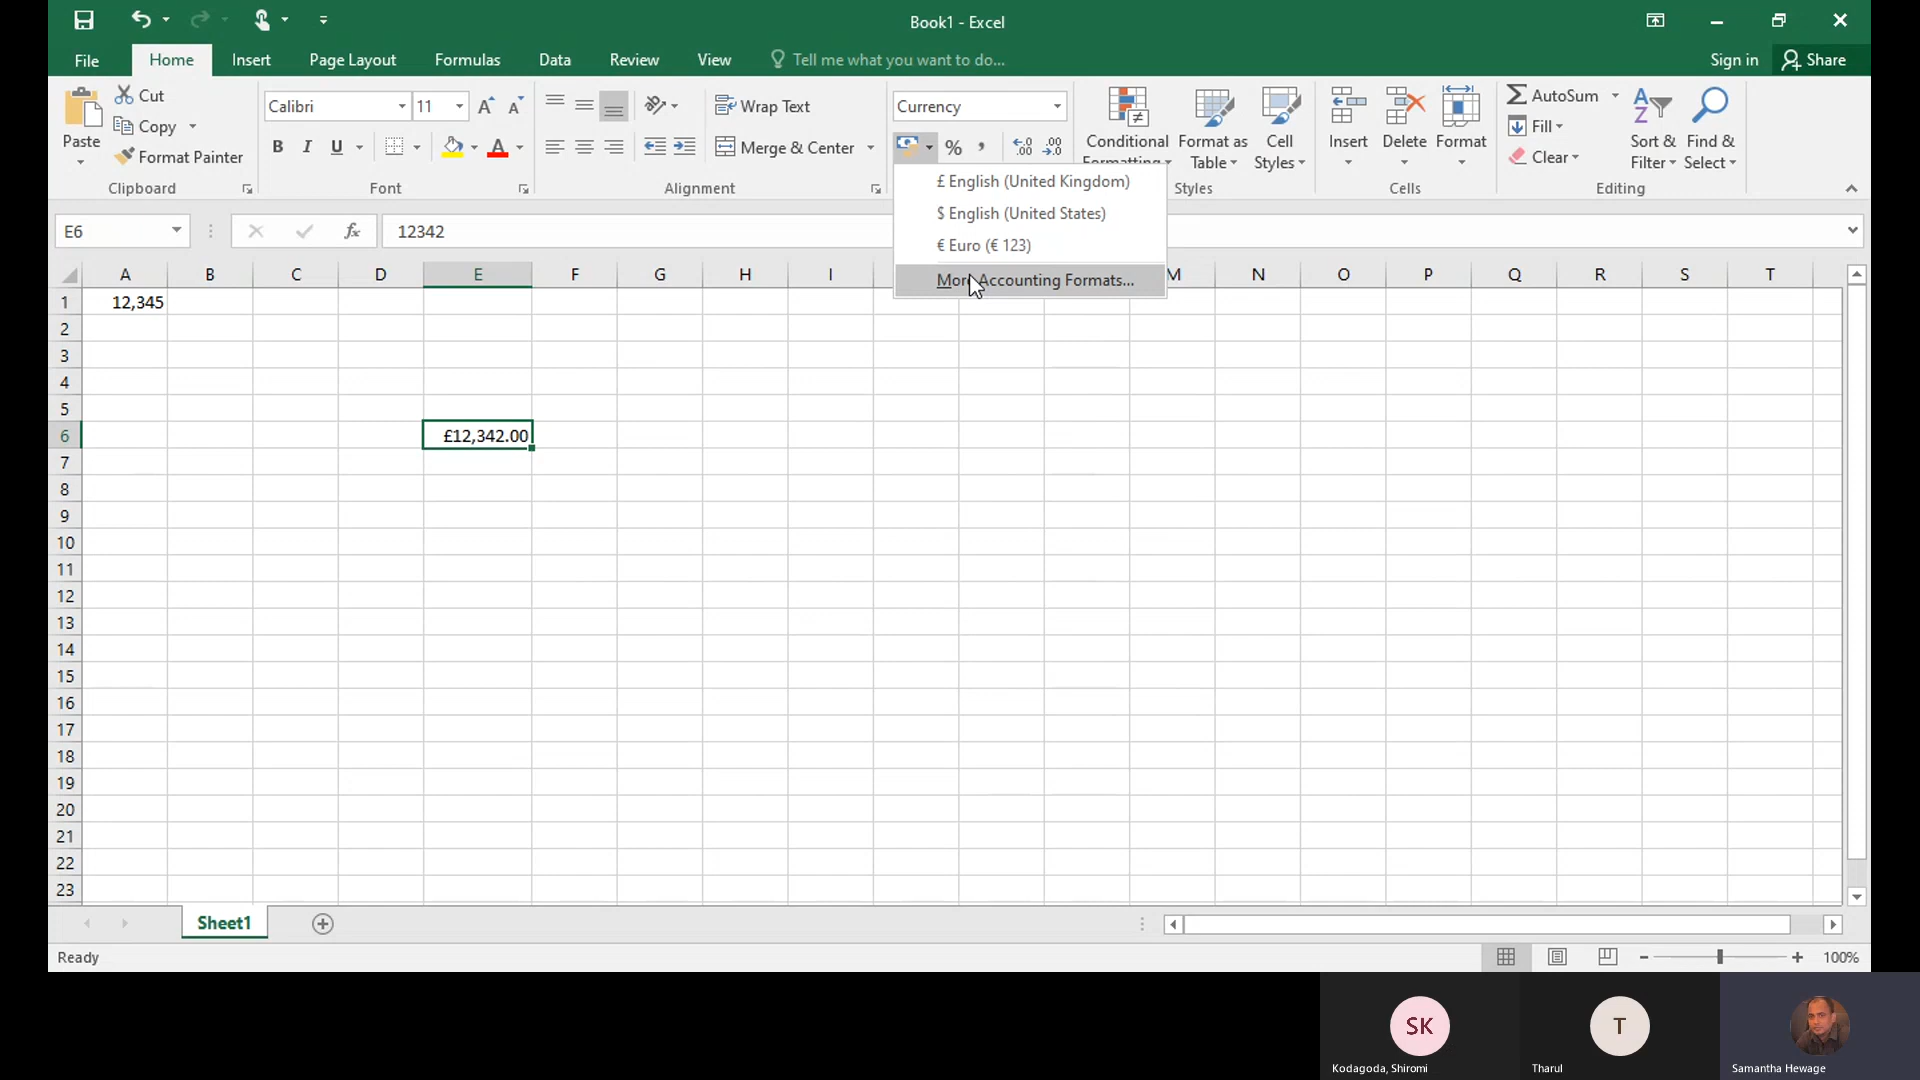 Book1 - Excel
File Home Insert Page Layout Formulas Data Review View Tell me what you want to do... Sign in Share
Paste
Cut
Copy
Format Painter
Clipboard
Calibri 11 A A
B I U A
Font
Wrap Text
Merge & Center
Alignment
Currency
% , .00 .00
£ English (United Kingdom)
$ English (United States)
€ Euro (€ 123)
More Accounting Formats...
Conditional Formatting
Format as Table
Cell Styles
Styles
Insert Delete Format
Cells
AutoSum
Fill
Clear
Sort & Filter
Find & Select
Editing
E6 fx 12342
A B C D E F G H I M N O P Q R S T
1 12,345
2
3
4
5
6 £12,342.00
7
8
9
10
11
12
13
14
15
16
17
18
19
20
21
22
23
Sheet1
Ready 100%
SK T
Kodagoda, Shiromi Tharul Samantha Hewage